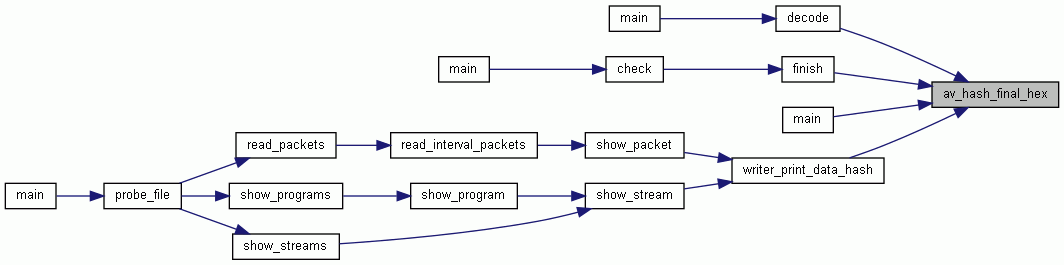 main
decode
main
check
finish
av_hash_final_hex
main
read_packets
read_interval_packets
show_packet
writer_print_data_hash
main
probe_file
show_programs
show_program
show_stream
show_streams